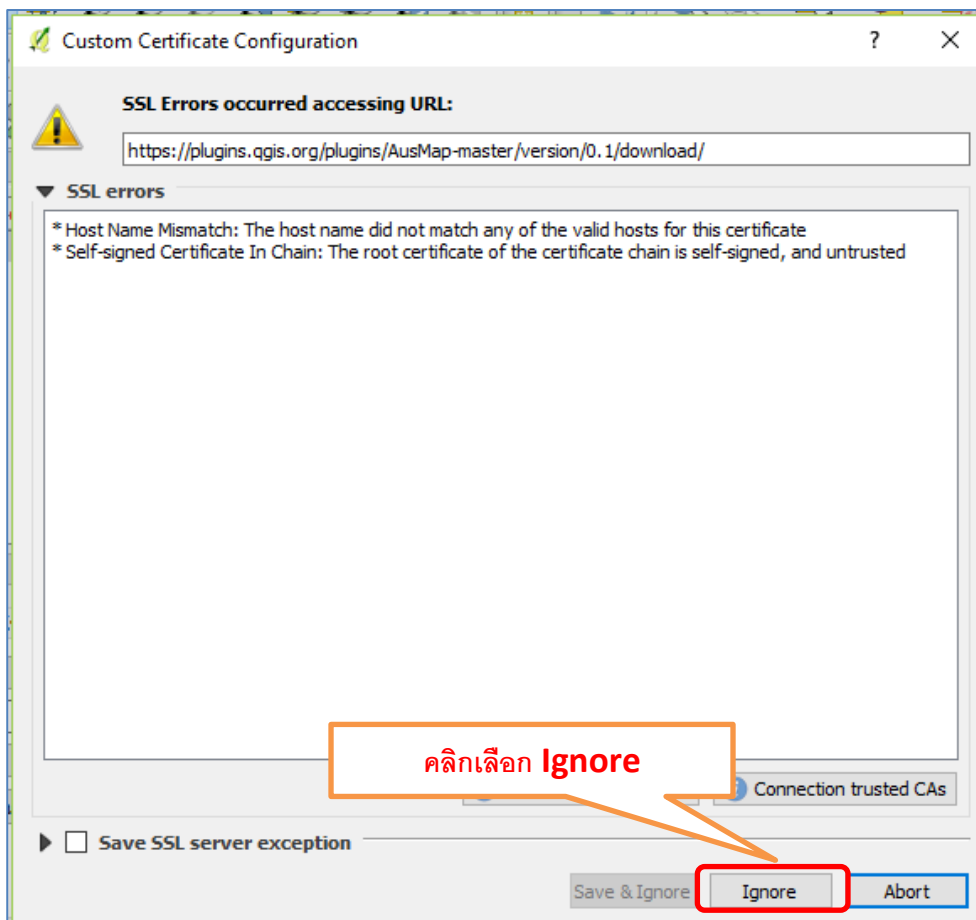 Custom Certificate Configuration
?
SSL Errors occurred accessing URL:
https://plugins.qgis.org/plugins/AusMap-master/version/0.1/download/
SSL errors
* Host Name Mismatch: The host name did not match any of the valid hosts for this certificate
* Self-signed Certificate In Chain: The root certificate of the certificate chain is self-signed, and untrusted
คลิกเลือก Ignore
Connection trusted CAs
Save SSL server exception
Save & Ignore
Ignore
Abort